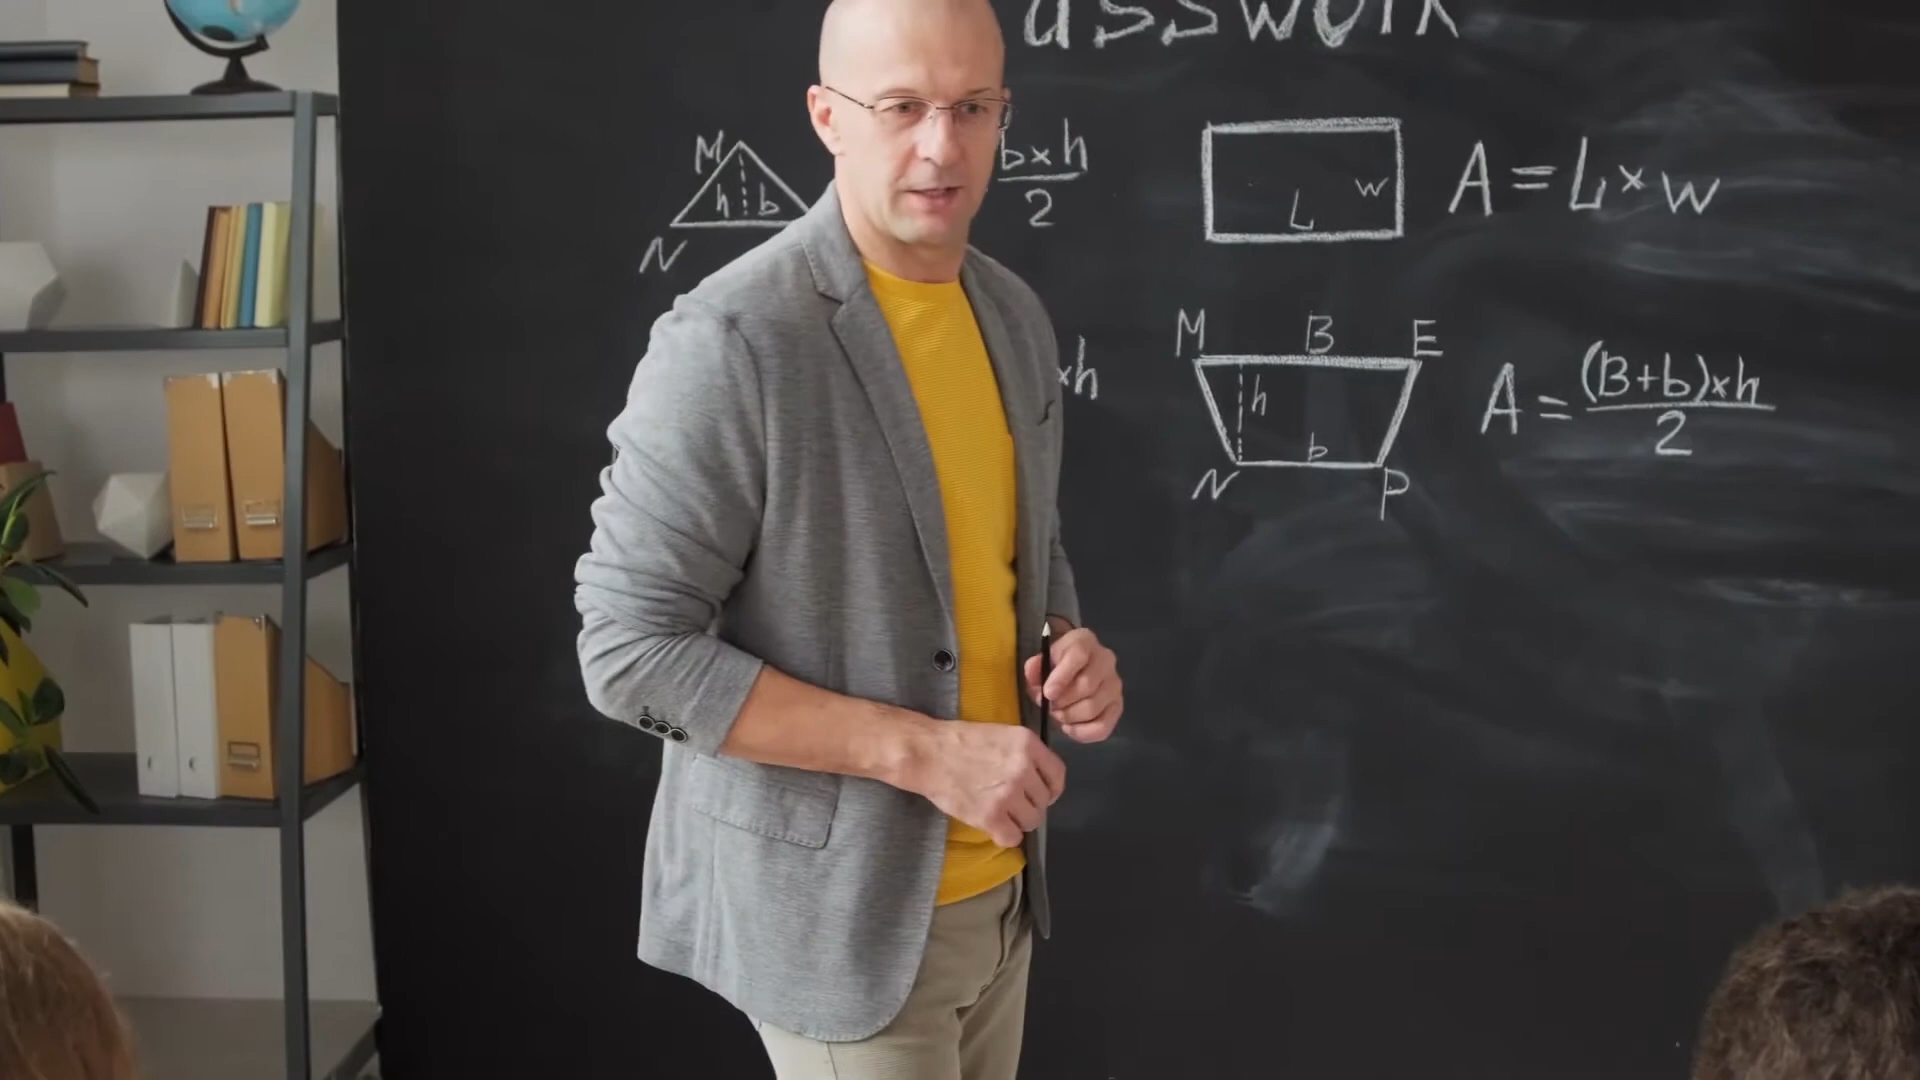 asswork
M
h b
N
b×h
2
L w
A = L × w
×h
M B E
h
b
N P
A = (B+b)×h
2